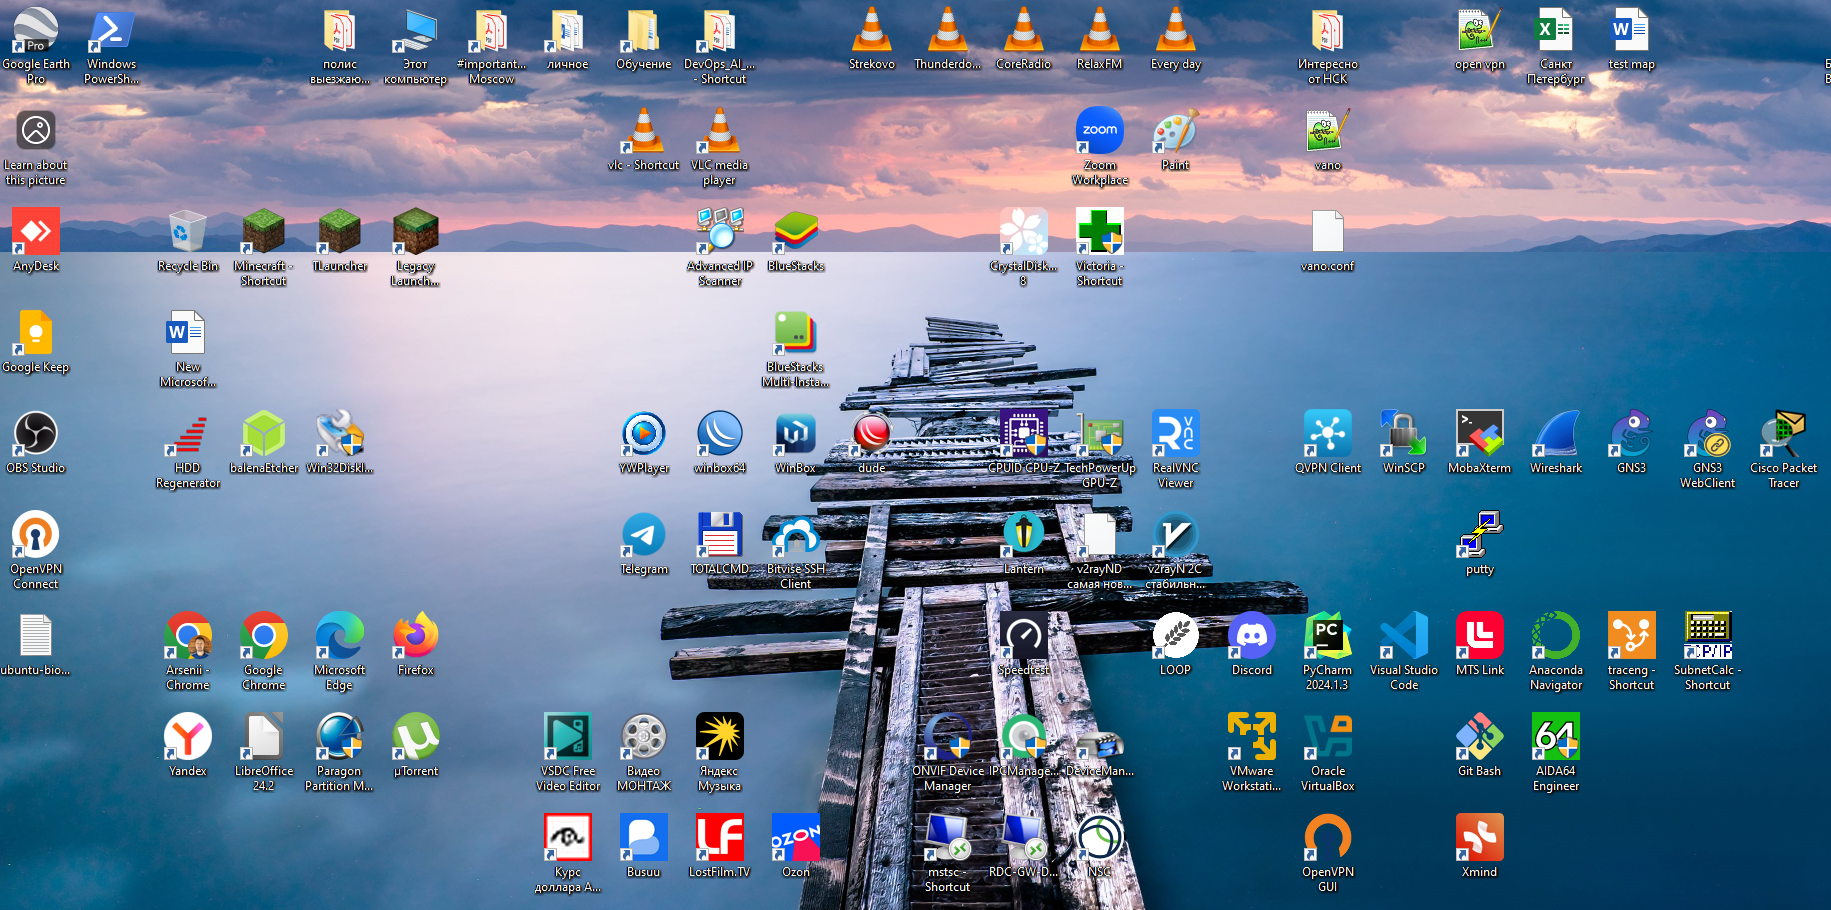 Google Earth
Pro
Windows
PowerSh...
полис
выезжаю...
Этот
компьютер
#important...
Moscow
личное
Обучение
DevOps_AI_...
- Shortcut
Strekovo
Thunderdo...
CoreRadio
RelaxFM
Every day
Интересно
от НСК
open vpn
Санкт
Петербург
test map
Learn about
this picture
vlc - Shortcut
VLC media
player
zoom
Zoom
Workplace
Paint
vano
AnyDesk
Recycle Bin
Minecraft -
Shortcut
TLauncher
Legacy
Launch...
Advanced IP
Scanner
BlueStacks
CrystalDisk...
8
Victoria -
Shortcut
vano.conf
Google Keep
New
Microsof...
BlueStacks
Multi-Insta...
OBS Studio
HDD
Regenerator
balenaEtcher
Win32DiskI...
YWPlayer
winbox64
WinBox
dude
CPUID CPU-Z
TechPowerUp
GPU-Z
RealVNC
Viewer
QVPN Client
WinSCP
MobaXterm
Wireshark
GNS3
GNS3
WebClient
Cisco Packet
Tracer
OpenVPN
Connect
Telegram
TOTALCMD
Bitvise SSH
Client
Lantern
v2rayND
самая нов...
v2rayN 2C
стабильн...
putty
ubuntu-bio...
Arsenii -
Chrome
Google
Chrome
Microsoft
Edge
Firefox
Speedtest
LOOP
Discord
PyCharm
2024.1.3
Visual Studio
Code
MTS Link
Anaconda
Navigator
traceng -
Shortcut
SubnetCalc -
Shortcut
Yandex
LibreOffice
24.2
Paragon
Partition M...
µTorrent
VSDC Free
Video Editor
Видео
МОНТАЖ
Яндекс
Музыка
ONVIF Device
Manager
IPCManage...
DeviceMan...
VMware
Workstati...
Oracle
VirtualBox
Git Bash
64
AIDA64
Engineer
Курс
доллара А...
Busuu
LF
LostFilm.TV
OZON
Ozon
mstsc -
Shortcut
RDC-GW-D...
NSG
OpenVPN
GUI
Xmind